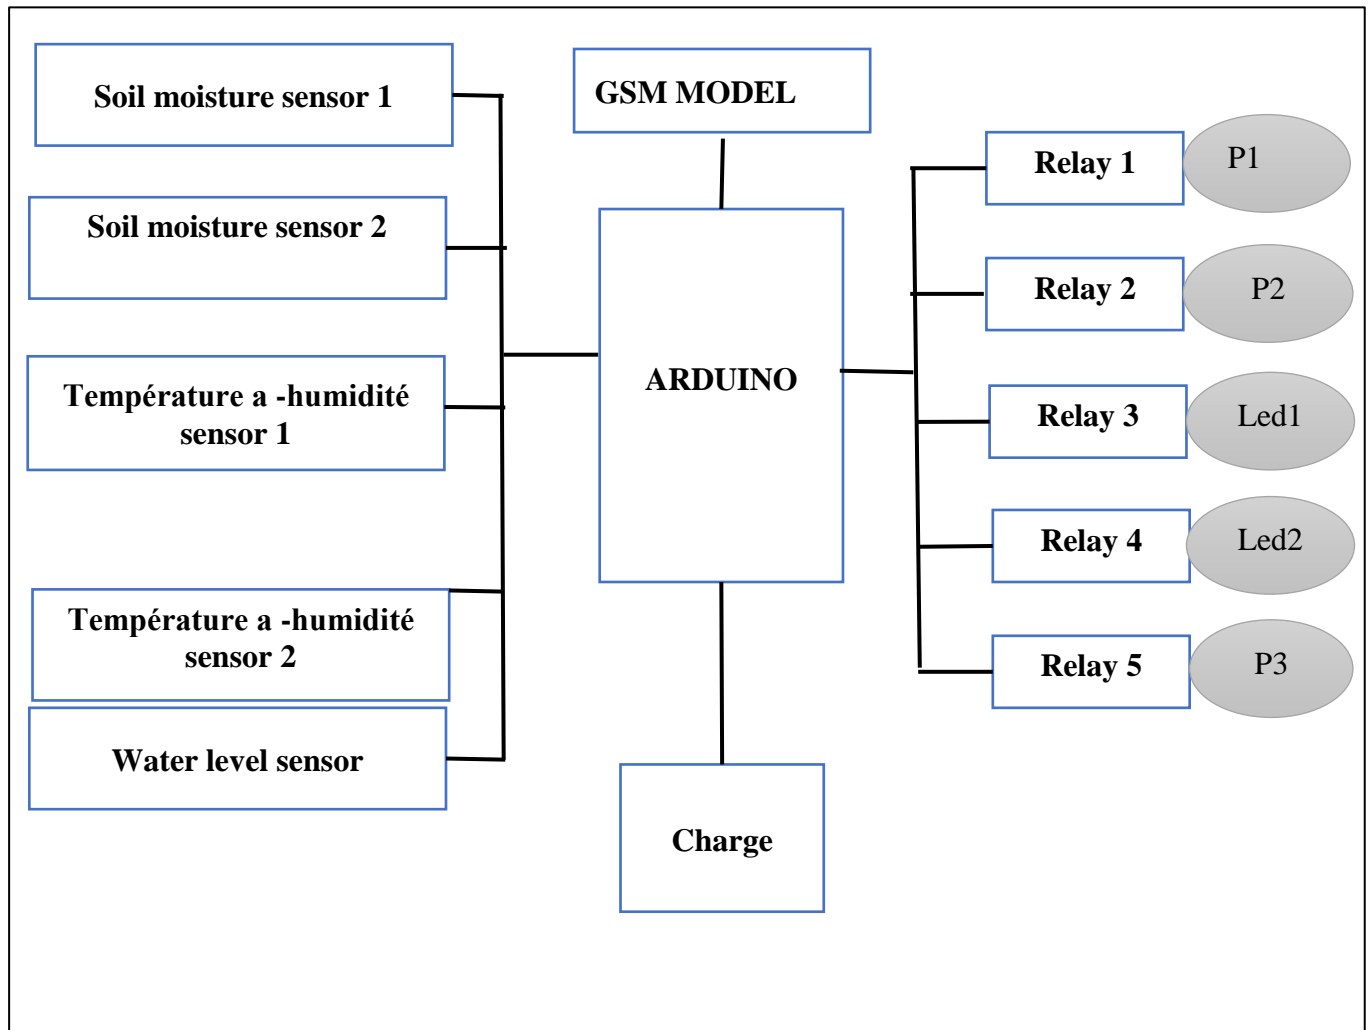 Soil moisture sensor 1
Soil moisture sensor 2
Température a -humidité
sensor 1
Température a -humidité
sensor 2
Water level sensor
GSM MODEL
ARDUINO
Charge
Relay 1
P1
Relay 2
P2
Relay 3
Led1
Relay 4
Led2
Relay 5
P3